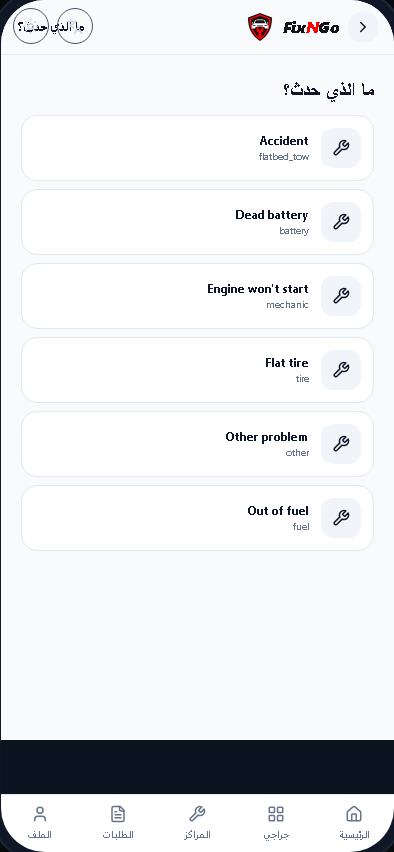 FixNGo
ما الذي حدث؟
ما الذي حدث؟
Accident
flatbed_tow
Dead battery
battery
Engine won't start
mechanic
Flat tire
tire
Other problem
other
Out of fuel
fuel
الرئيسية
جراجي
المراكز
الطلبات
الملف